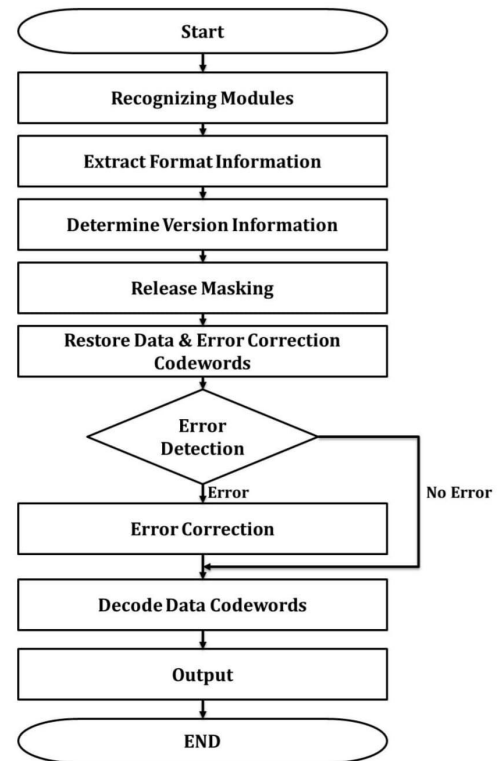 Start
Recognizing Modules
Extract Format Information
Determine Version Information
Release Masking
Restore Data & Error Correction
Codewords
Error
Detection
Error
No Error
Error Correction
Decode Data Codewords
Output
END